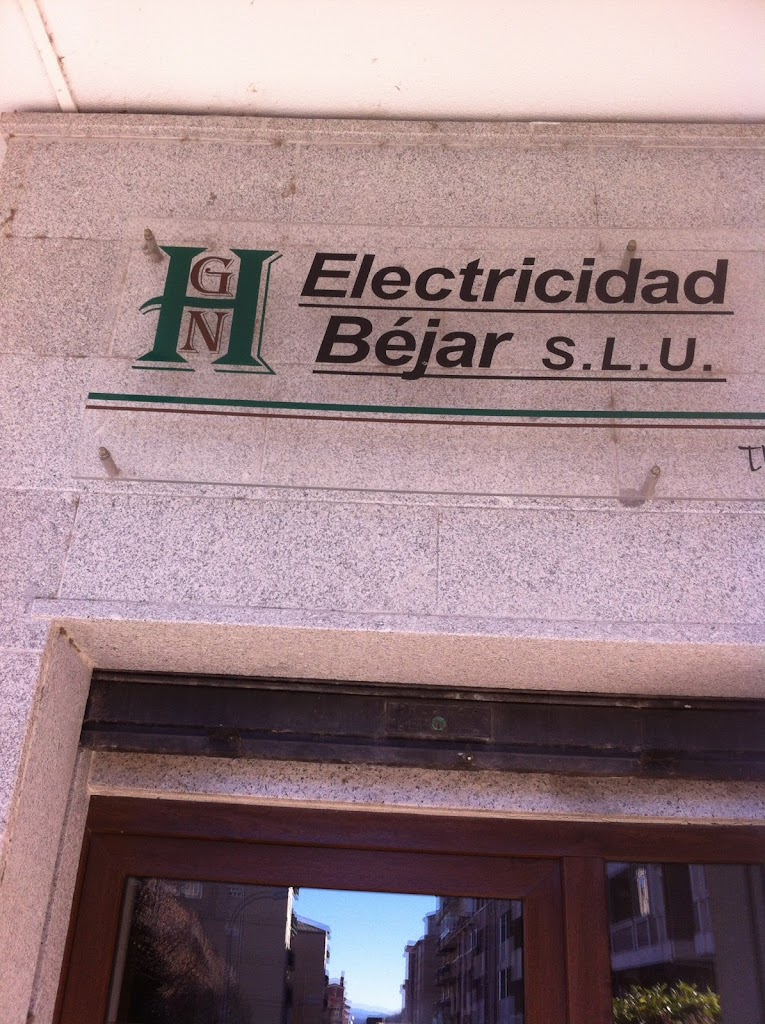 HGN
Electricidad
Béjar S.L.U.